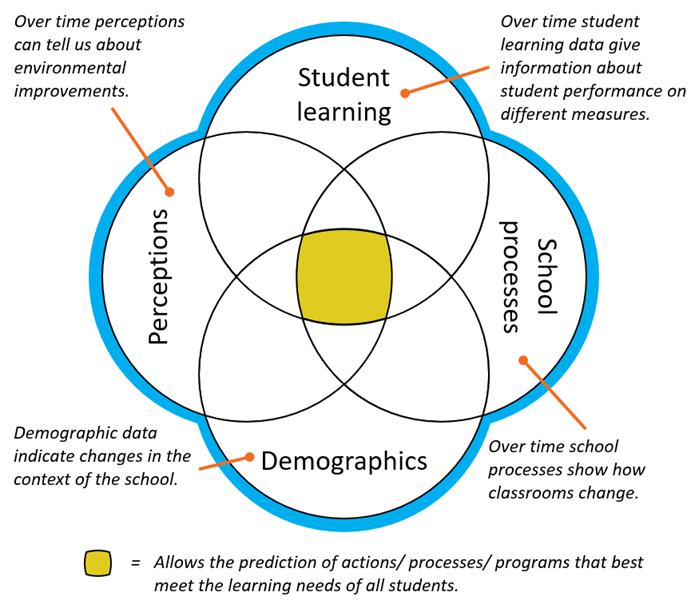 Over time perceptions
can tell us about
environmental
improvements.
Over time student
learning data give
information about
student performance on
different measures.
Student
learning
Perceptions
School
processes
Demographic data
indicate changes in the
context of the school.
Demographics
Over time school
processes show how
classrooms change.
= Allows the prediction of actions/ processes/ programs that best
meet the learning needs of all students.